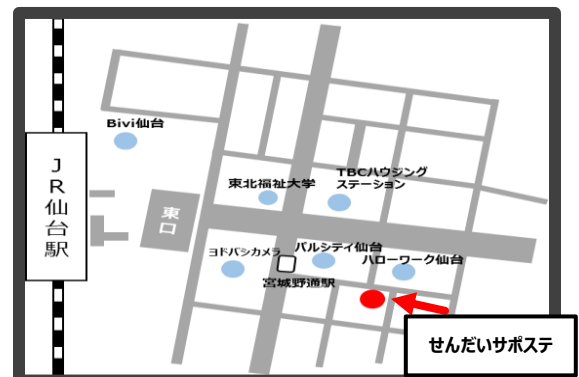 Bivi仙台
JR仙台駅
東口
東北福祉大学
TBCハウジング
ステーション
ヨドバシカメラ
パルシティ仙台
ハローワーク仙台
宮城野通駅
せんだいサポステ